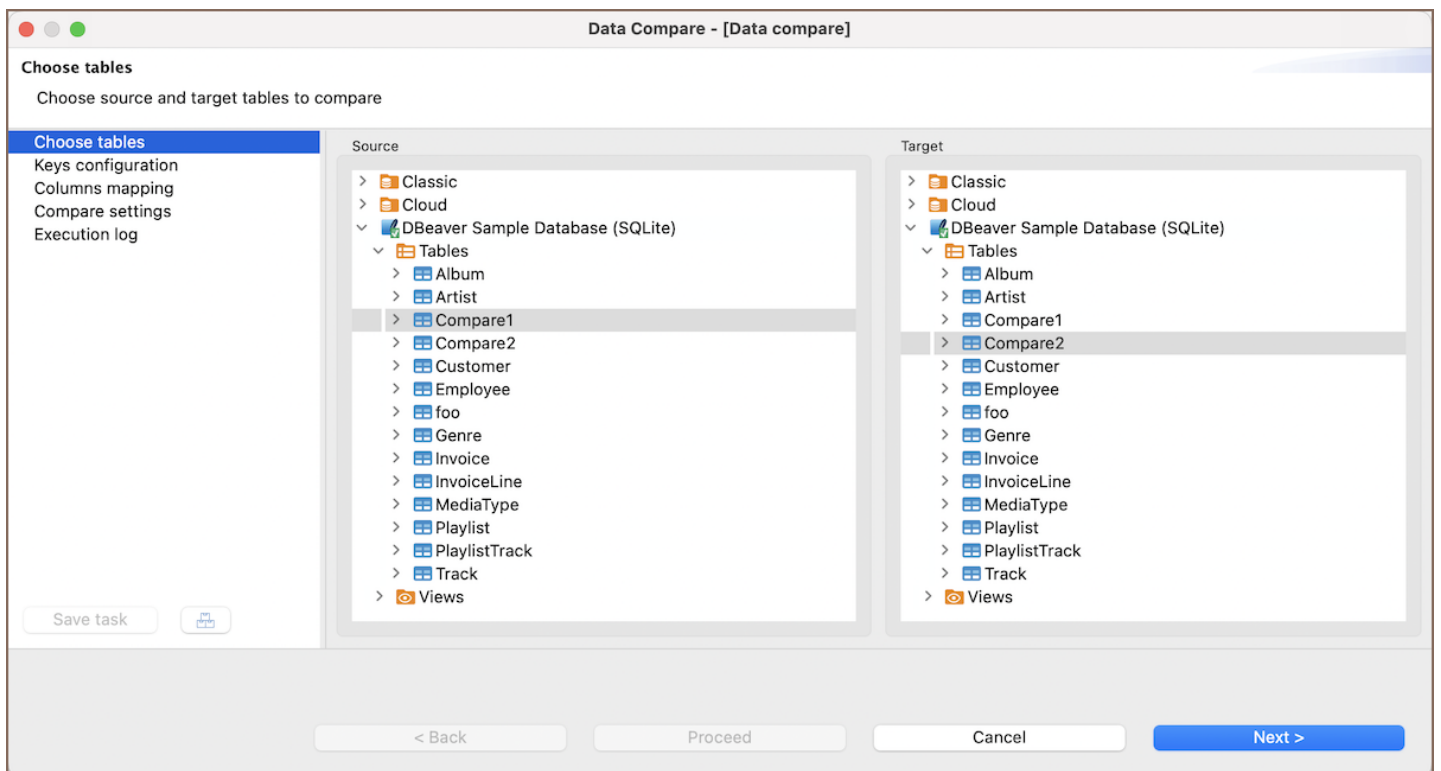 Data Compare - [Data compare]
Choose tables
Choose source and target tables to compare
Choose tables
Keys configuration
Columns mapping
Compare settings
Execution log
Save task
Source
Classic
Cloud
DBeaver Sample Database (SQLite)
Tables
Album
Artist
Compare1
Compare2
Customer
Employee
foo
Genre
Invoice
InvoiceLine
MediaType
Playlist
PlaylistTrack
Track
Views
Target
Classic
Cloud
DBeaver Sample Database (SQLite)
Tables
Album
Artist
Compare1
Compare2
Customer
Employee
foo
Genre
Invoice
InvoiceLine
MediaType
Playlist
PlaylistTrack
Track
Views
< Back
Proceed
Cancel
Next >